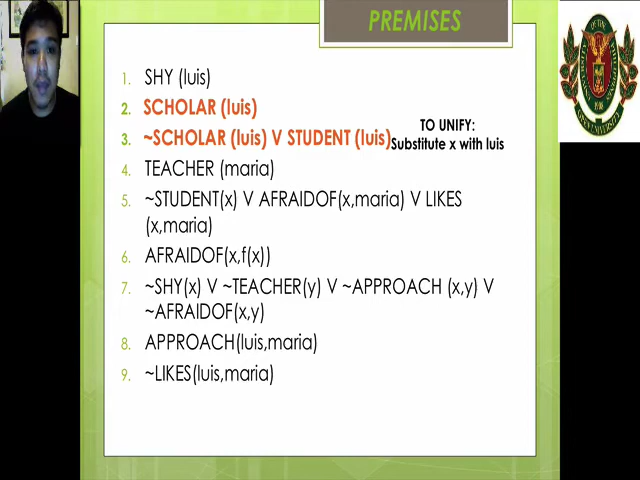 PREMISES
1. SHY (luis)
2. SCHOLAR (luis)
3. ~SCHOLAR (luis) V STUDENT (luis)
TO UNIFY:
Substitute x with luis
4. TEACHER (maria)
5. ~STUDENT(x) V AFRAIDOF(x,maria) V LIKES
(x,maria)
6. AFRAIDOF(x,f(x))
7. ~SHY(x) V ~TEACHER(y) V ~APPROACH (x,y) V
~AFRAIDOF(x,y)
8. APPROACH(luis,maria)
9. ~LIKES(luis,maria)